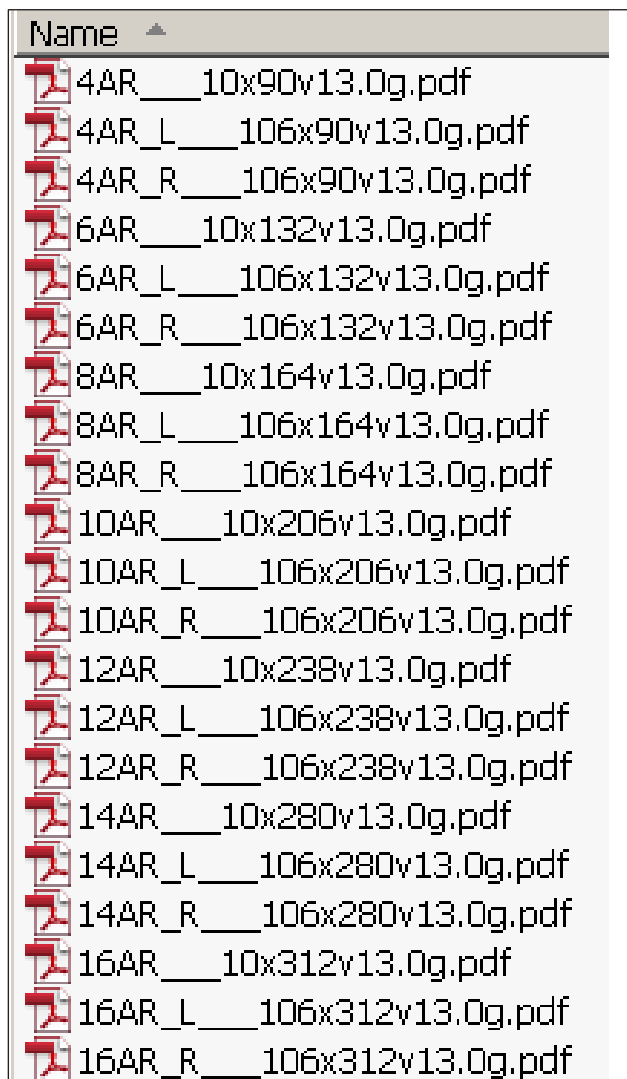 Name
4AR___10x90v13.0g.pdf
4AR_L___106x90v13.0g.pdf
4AR_R___106x90v13.0g.pdf
6AR___10x132v13.0g.pdf
6AR_L___106x132v13.0g.pdf
6AR_R___106x132v13.0g.pdf
8AR___10x164v13.0g.pdf
8AR_L___106x164v13.0g.pdf
8AR_R___106x164v13.0g.pdf
10AR___10x206v13.0g.pdf
10AR_L___106x206v13.0g.pdf
10AR_R___106x206v13.0g.pdf
12AR___10x238v13.0g.pdf
12AR_L___106x238v13.0g.pdf
12AR_R___106x238v13.0g.pdf
14AR___10x280v13.0g.pdf
14AR_L___106x280v13.0g.pdf
14AR_R___106x280v13.0g.pdf
16AR___10x312v13.0g.pdf
16AR_L___106x312v13.0g.pdf
16AR_R___106x312v13.0g.pdf